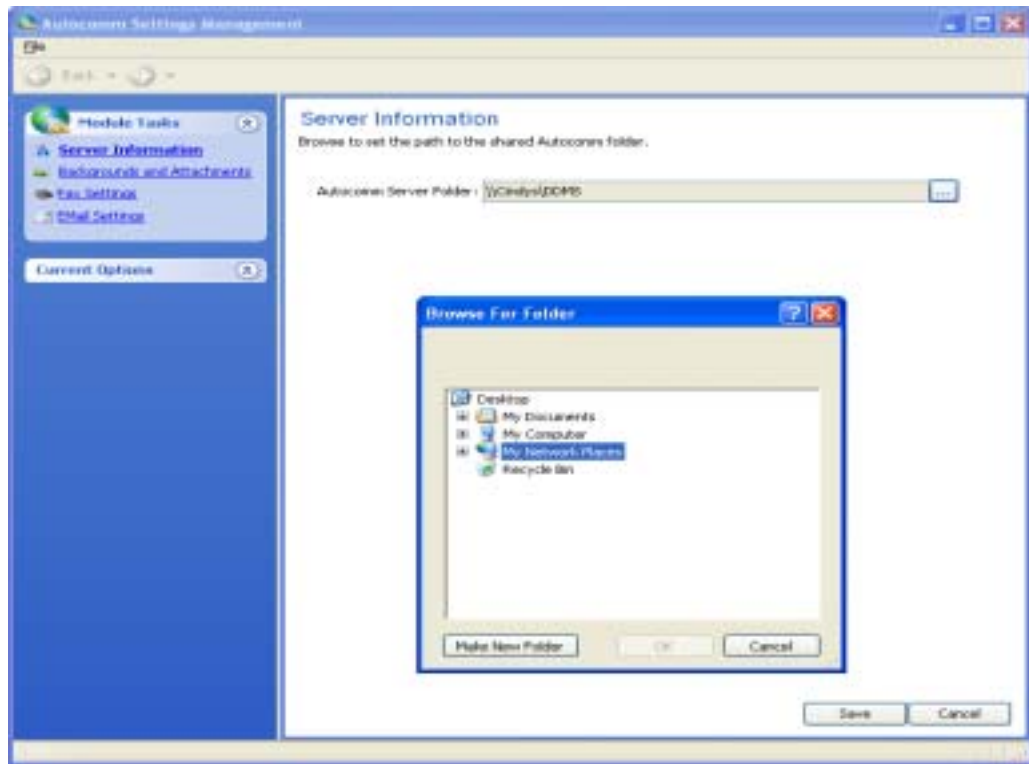 Autocomm Settings Management
File
Back
Module Tasks
Server Information
Backgrounds and Attachments
Fax Settings
EMail Settings
Current Options
Server Information
Browse to set the path to the shared Autocomm folder.
Autocomm Server Folder: \DDMS
...
Browse For Folder
Desktop
My Documents
My Computer
My Network Places
Recycle Bin
Make New Folder
OK
Cancel
Save
Cancel